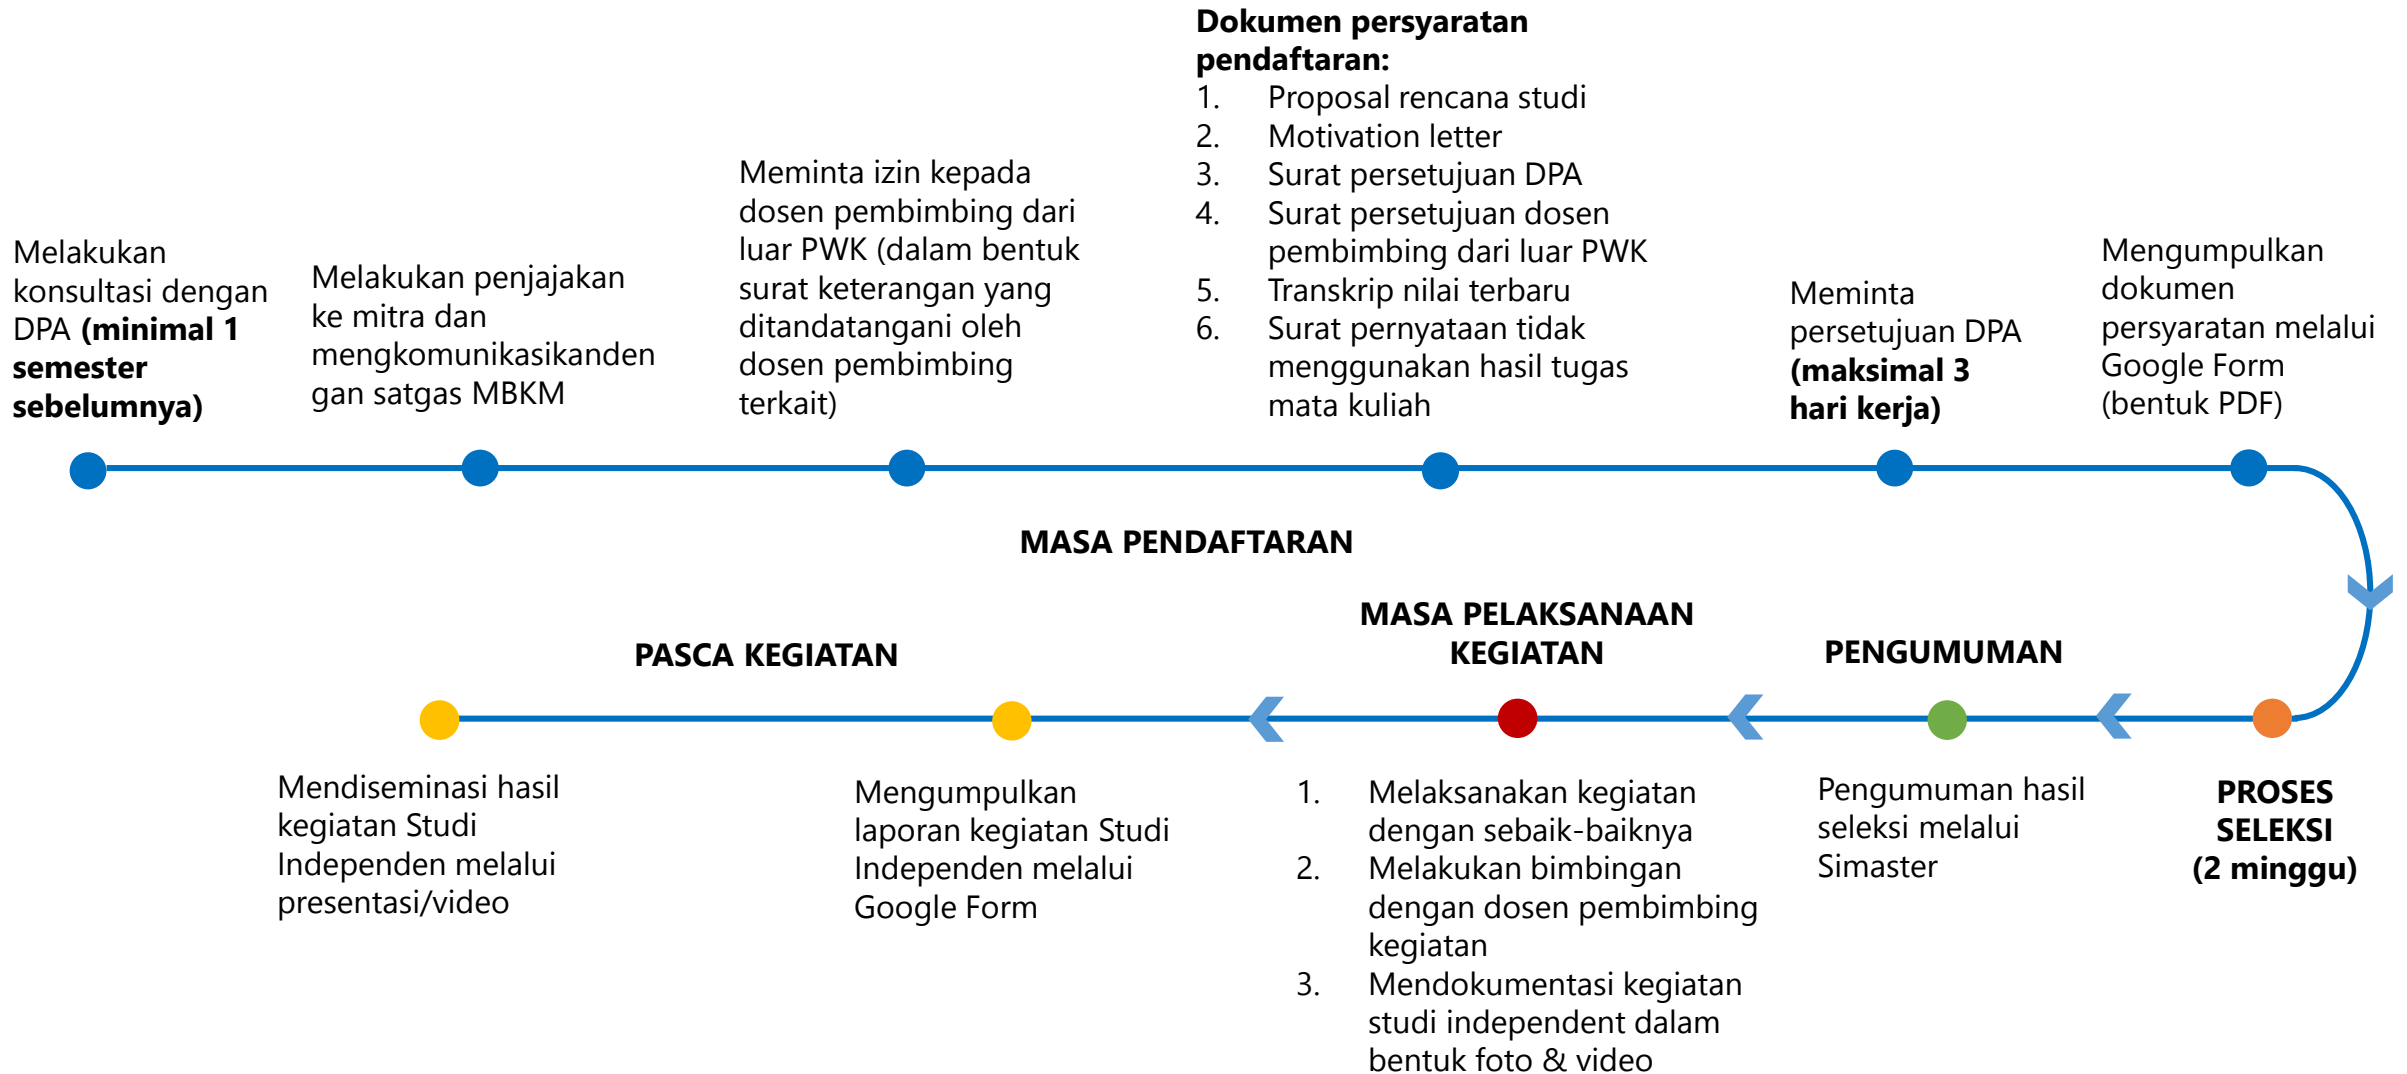 Melakukan
konsultasi dengan
DPA (minimal 1
semester
sebelumnya)
Melakukan penjajakan
ke mitra dan
mengkomunikasikanden
gan satgas MBKM
Meminta izin kepada
dosen pembimbing dari
luar PWK (dalam bentuk
surat keterangan yang
ditandatangani oleh
dosen pembimbing
terkait)
Dokumen persyaratan
pendaftaran:
1. Proposal rencana studi
2. Motivation letter
3. Surat persetujuan DPA
4. Surat persetujuan dosen
pembimbing dari luar PWK
5. Transkrip nilai terbaru
6. Surat pernyataan tidak
menggunakan hasil tugas
mata kuliah
Meminta
persetujuan DPA
(maksimal 3
hari kerja)
Mengumpulkan
dokumen
persyaratan melalui
Google Form
(bentuk PDF)
MASA PENDAFTARAN
PROSES
SELEKSI
(2 minggu)
PENGUMUMAN
Pengumuman hasil
seleksi melalui
Simaster
MASA PELAKSANAAN
KEGIATAN
1. Melaksanakan kegiatan
dengan sebaik-baiknya
2. Melakukan bimbingan
dengan dosen pembimbing
kegiatan
3. Mendokumentasi kegiatan
studi independent dalam
bentuk foto & video
PASCA KEGIATAN
Mengumpulkan
laporan kegiatan Studi
Independen melalui
Google Form
Mendiseminasi hasil
kegiatan Studi
Independen melalui
presentasi/video